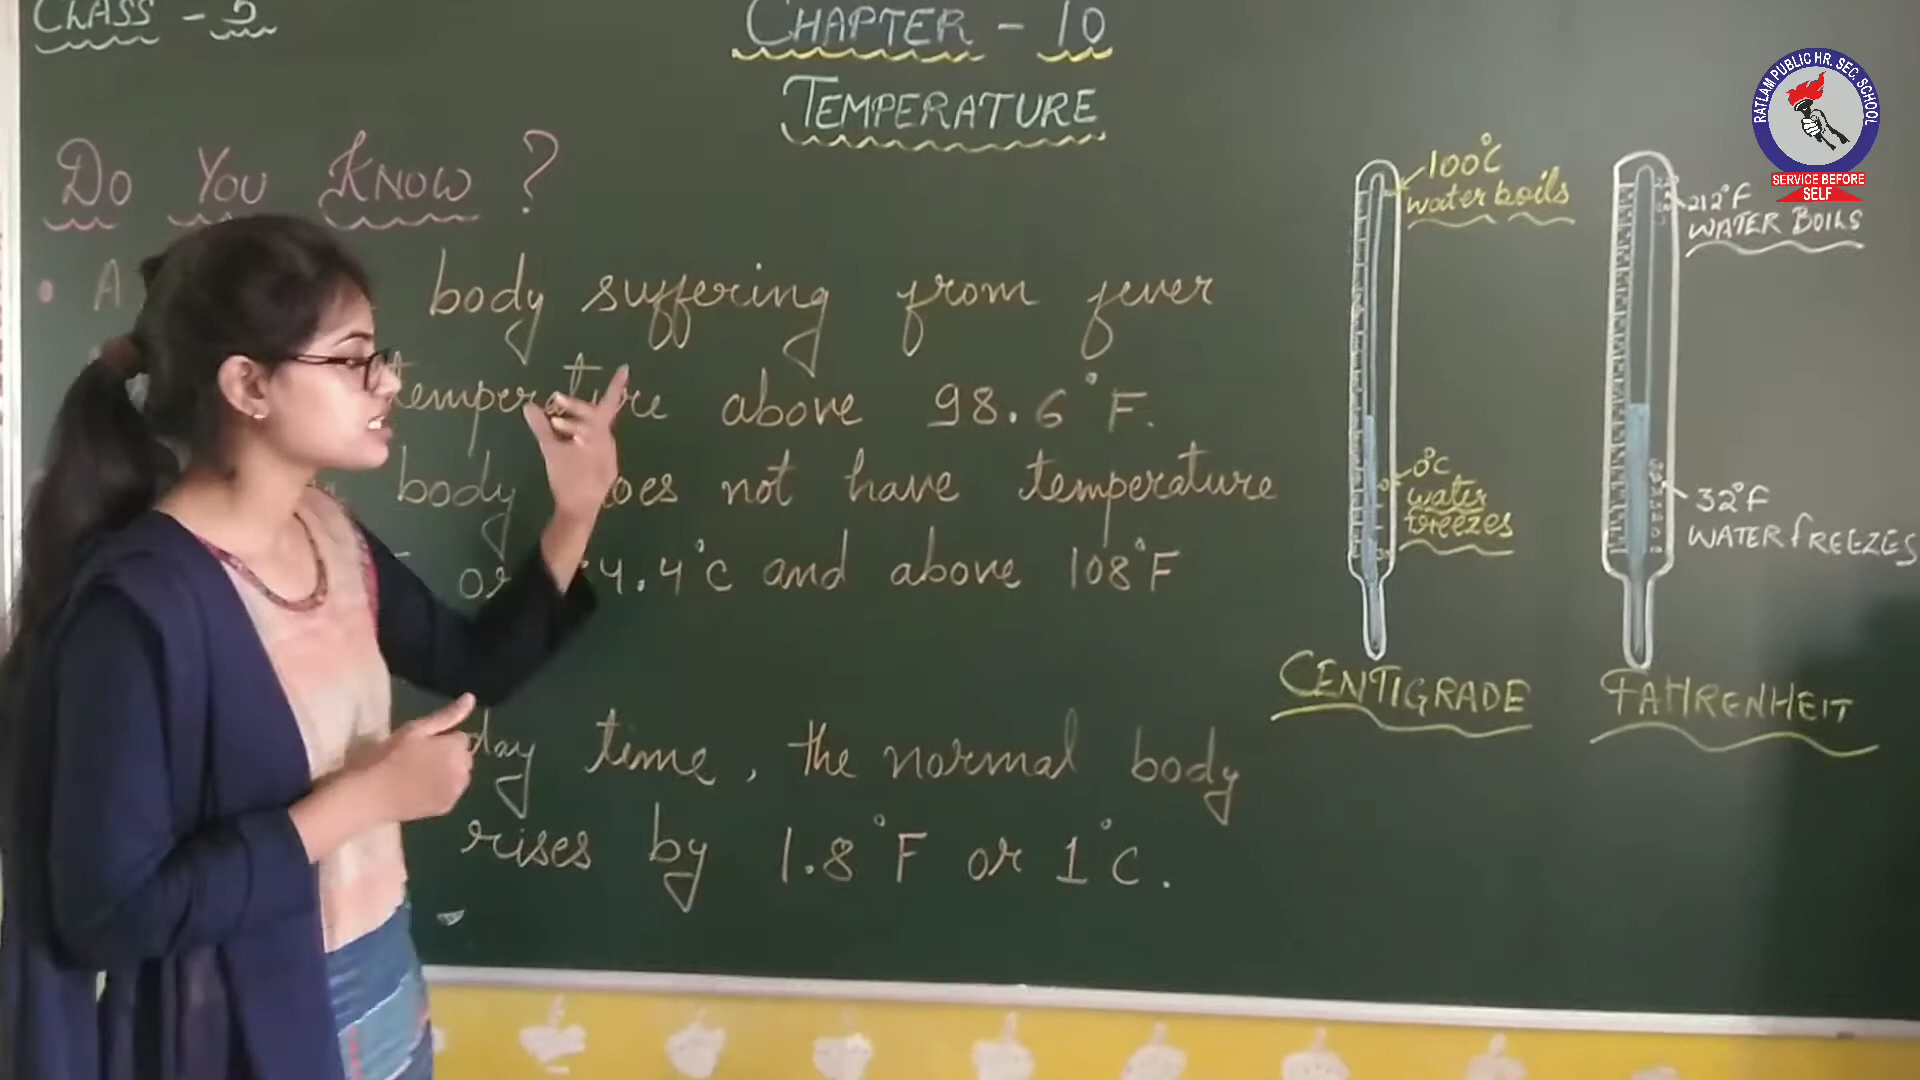 CLASS - 5
CHAPTER - 10
TEMPERATURE
DO YOU KNOW ?
• A body suffering from fever
temperature above 98.6°F.
body does not have temperature
or 4.4°C and above 108°F
day time, the normal body
rises by 1.8°F or 1°C.
100°C
water boils
0°C
water
freezes
CENTIGRADE
212°F
WATER BOILS
32°F
WATER FREEZES
FAHRENHEIT
RATLAM PUBLIC HR. SEC. SCHOOL
SERVICE BEFORE
SELF